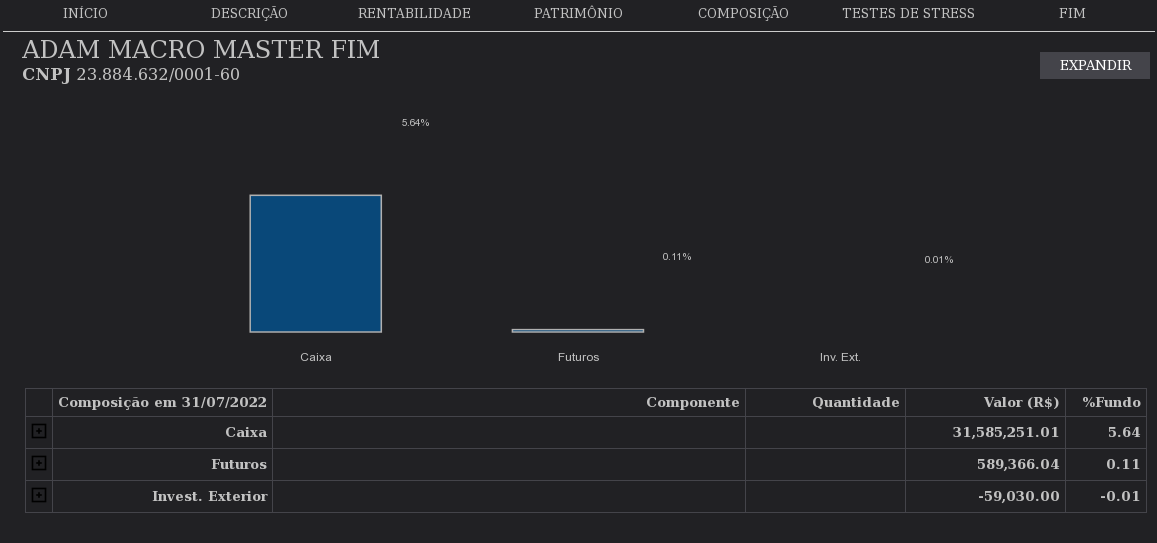 INÍCIO DESCRIÇÃO RENTABILIDADE PATRIMÔNIO COMPOSIÇÃO TESTES DE STRESS FIM
ADAM MACRO MASTER FIM
CNPJ 23.884.632/0001-60
EXPANDIR
5.64%
0.11%
0.01%
Caixa Futuros Inv. Ext.
Composição em 31/07/2022 Componente Quantidade Valor (R$) %Fundo
Caixa 31,585,251.01 5.64
Futuros 589,366.04 0.11
Invest. Exterior -59,030.00 -0.01